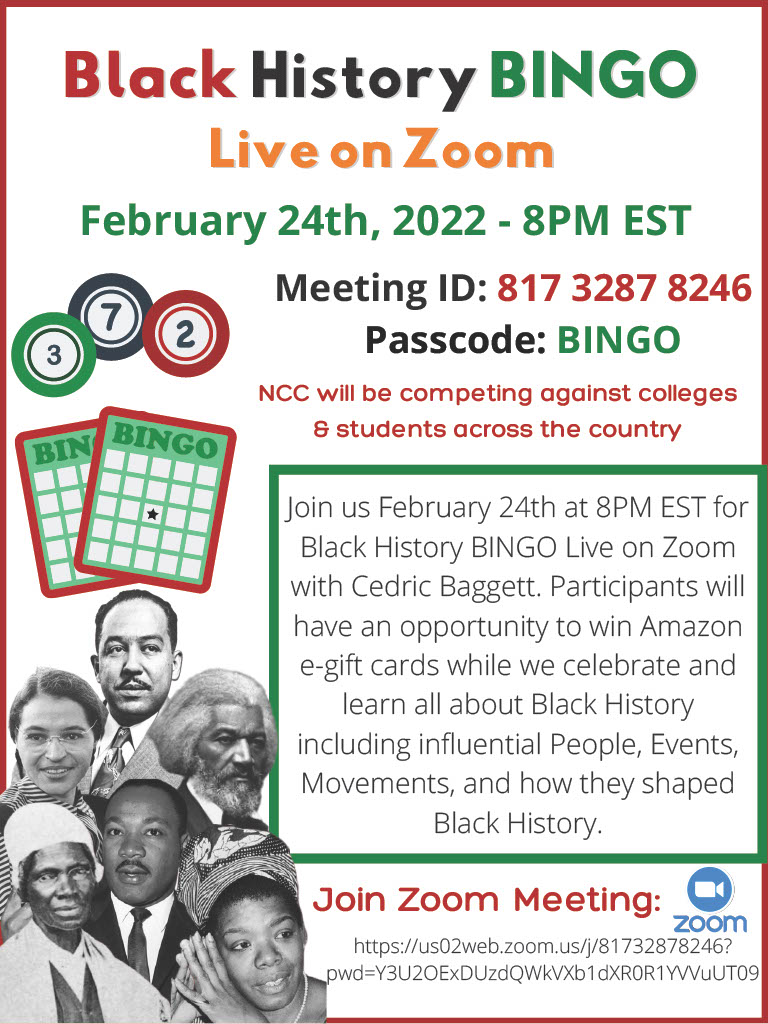 Black History BINGO
Live on Zoom
February 24th, 2022 - 8PM EST
Meeting ID: 817 3287 8246
Passcode: BINGO
7
2
3
NCC will be competing against colleges
& students across the country
BINGO
BINGO
Join us February 24th at 8PM EST for
Black History BINGO Live on Zoom
with Cedric Baggett. Participants will
have an opportunity to win Amazon
e-gift cards while we celebrate and
learn all about Black History
including influential People, Events,
Movements, and how they shaped
Black History.
Join Zoom Meeting:
zoom
https://us02web.zoom.us/j/81732878246?
pwd=Y3U2OExDUzdQWkVXb1dXR0R1YVVuUT09